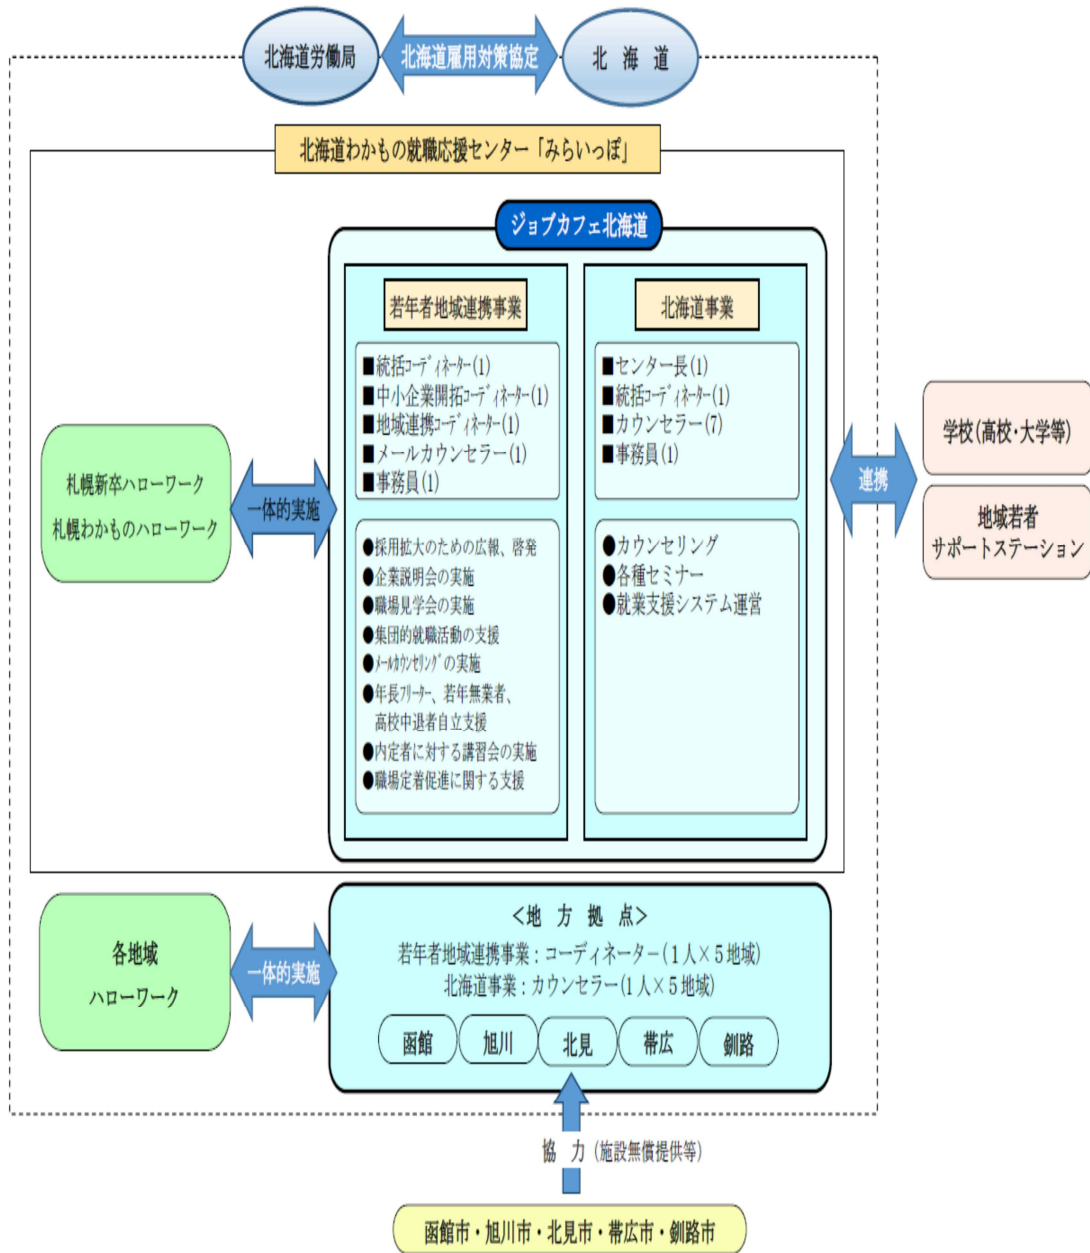 北海道労働局
北海道雇用対策協定
北 海 道
北海道わかもの就職応援センター「みらいっぽ」
ジョブカフェ北海道
若年者地域連携事業
■統括コーディネーター(1)
■中小企業開拓コーディネーター(1)
■地域連携コーディネーター(1)
■メールカウンセラー(1)
■事務員(1)
●採用拡大のための広報、啓発
●企業説明会の実施
●職場見学会の実施
●集団的就職活動の支援
●メールカウンセリングの実施
●年長フリーター、若年無業者、
高校中退者自立支援
●内定者に対する講習会の実施
●職場定着促進に関する支援
北海道事業
■センター長(1)
■統括コーディネーター(1)
■カウンセラー(7)
■事務員(1)
●カウンセリング
●各種セミナー
●就業支援システム運営
札幌新卒ハローワーク
札幌わかものハローワーク
一体的実施
連携
学校(高校・大学等)
地域若者
サポートステーション
各地域
ハローワーク
一体的実施
<地 方 拠 点>
若年者地域連携事業：コーディネーター(1人×5地域)
北海道事業：カウンセラー(1人×5地域)
函館
旭川
北見
帯広
釧路
協 力 (施設無償提供等)
函館市・旭川市・北見市・帯広市・釧路市